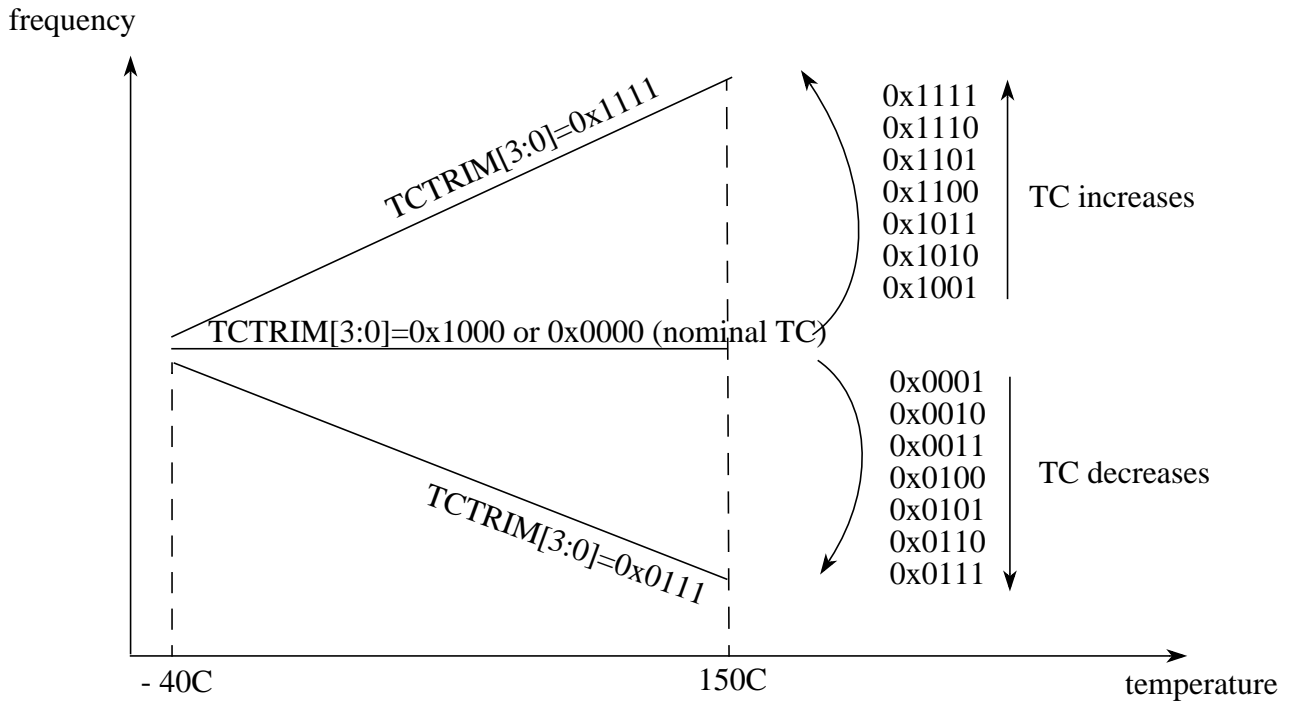 frequency
TCTRIM[3:0]=0x1111
0x1111
0x1110
0x1101
0x1100
0x1011
0x1010
0x1001
TC increases
TCTRIM[3:0]=0x1000 or 0x0000 (nominal TC)
0x0001
0x0010
0x0011
0x0100
0x0101
0x0110
0x0111
TC decreases
TCTRIM[3:0]=0x0111
- 40C
150C
temperature